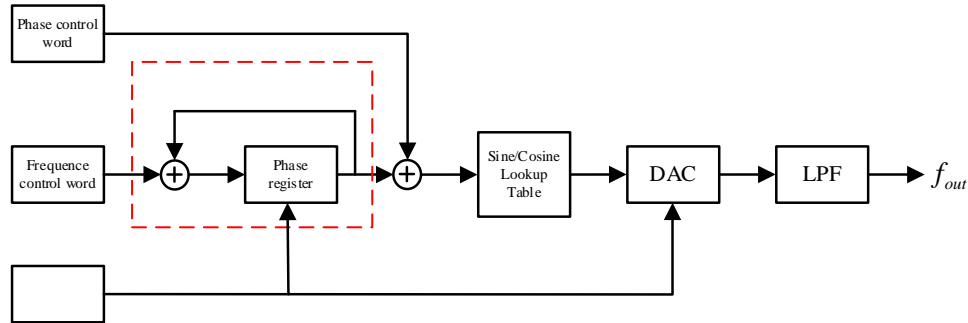 Phase control
word
Frequence
control word
Phase
register
Sine/Cosine
Lookup
Table
DAC
LPF
f_out